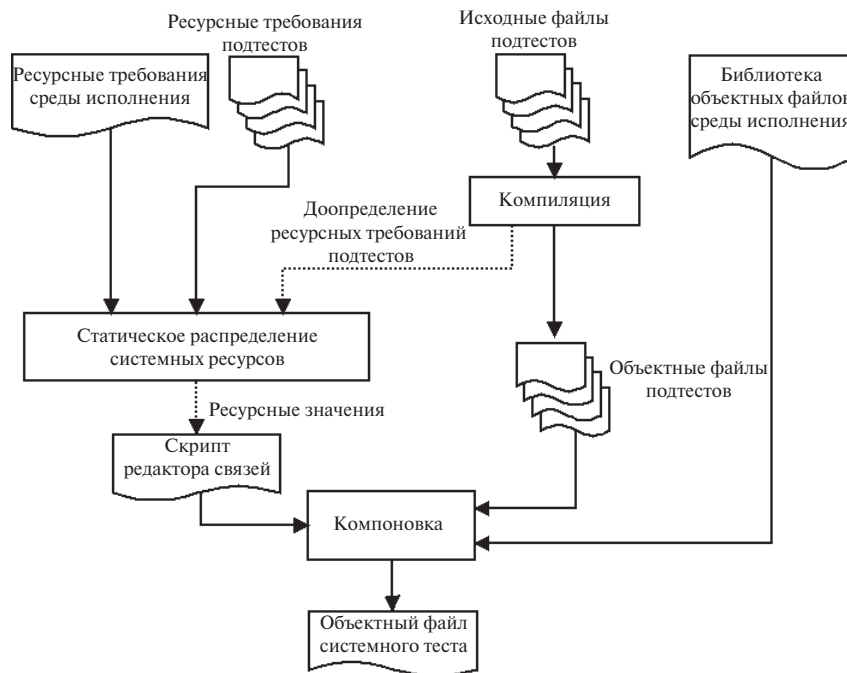 Ресурсные требования
подтестов
Исходные файлы
подтестов
Ресурсные требования
среды исполнения
Библиотека
объектных файлов
среды исполнения
Компиляция
Доопределение
ресурсных требований
подтестов
Статическое распределение
системных ресурсов
Объектные файлы
подтестов
Ресурсные значения
Скрипт
редактора связей
Компоновка
Объектный файл
системного теста